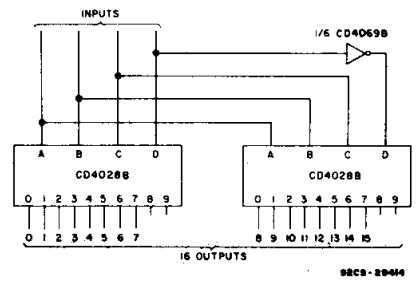 INPUTS
1/6 CD4069B
A B C D
A B C D
CD4028B
CD4028B
0 1 2 3 4 5 6 7 8 9
0 1 2 3 4 5 6 7 8 9
0 1 2 3 4 5 6 7
8 9 10 11 12 13 14 15
16 OUTPUTS
92CS-29414